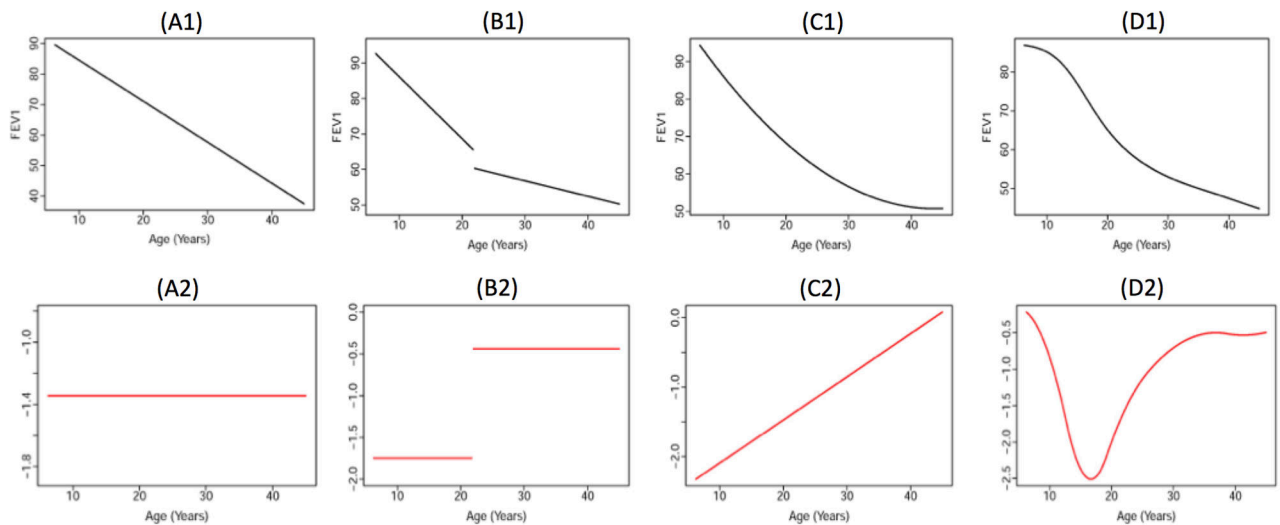 (A1) (B1) (C1) (D1)
FEV1 90 80 70 60 50 40
10 20 30 40
Age (Years)
FEV1 90 80 70 60 50
10 20 30 40
Age (Years)
FEV1 90 80 70 60 50
10 20 30 40
Age (Years)
FEV1 80 70 60 50
10 20 30 40
Age (Years)
(A2) (B2) (C2) (D2)
-1.0 -1.4 -1.8
10 20 30 40
Age (Years)
0.0 -0.5 -1.0 -1.5 -2.0
10 20 30 40
Age (Years)
0.0 -1.0 -2.0
10 20 30 40
Age (Years)
-0.5 -1.0 -1.5 -2.0 -2.5
10 20 30 40
Age (Years)